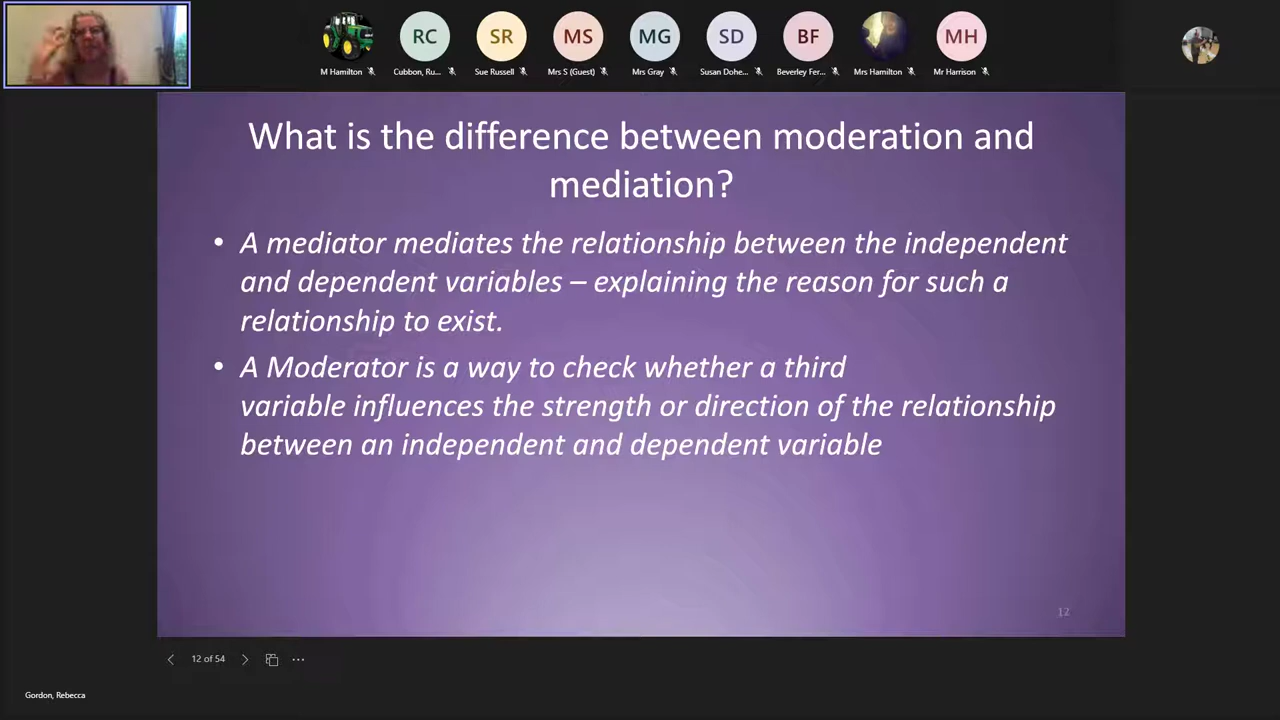 RC
SR
MS
MG
SD
BF
MH
M Hamilton
Cubbon, Ru...
Sue Russell
Mrs S (Guest)
Mrs Gray
Susan Dohe...
Beverley Fer...
Mrs Hamilton
Mr Harrison
What is the difference between moderation and
mediation?
• A mediator mediates the relationship between the independent
and dependent variables – explaining the reason for such a
relationship to exist.
• A Moderator is a way to check whether a third
variable influences the strength or direction of the relationship
between an independent and dependent variable
12
12 of 54
Gordon, Rebecca